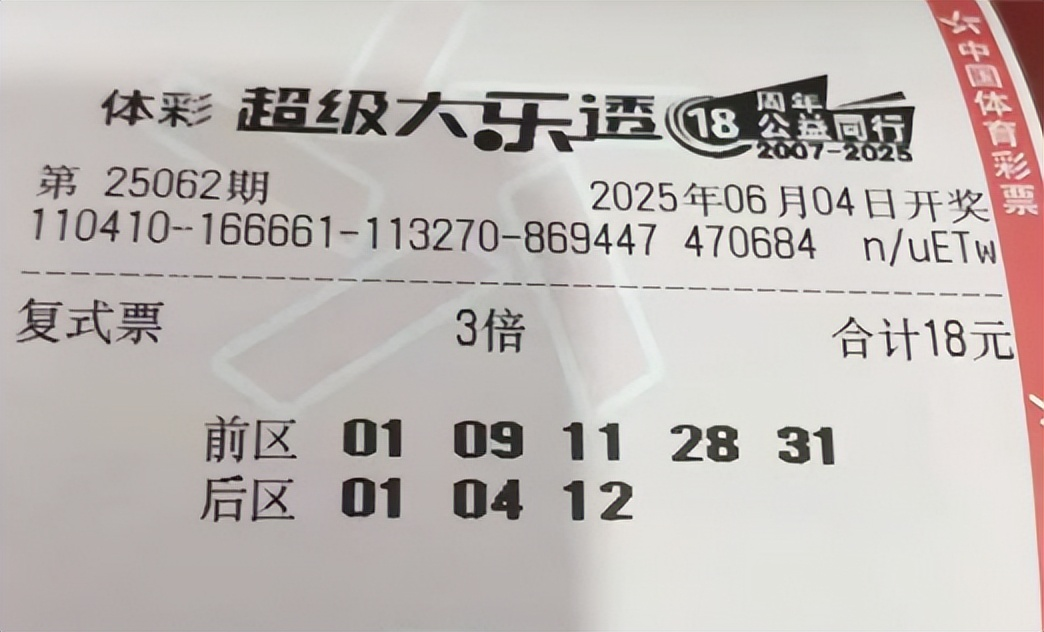 体彩 超级大乐透 18 周年 公益同行 2007-2025
第 25062期 2025年06月04日开奖
110410--166661-113270-869447 470684 n/uETw
复式票 3倍 合计18元
前区 01 09 11 28 31
后区 01 04 12
中国体育彩票